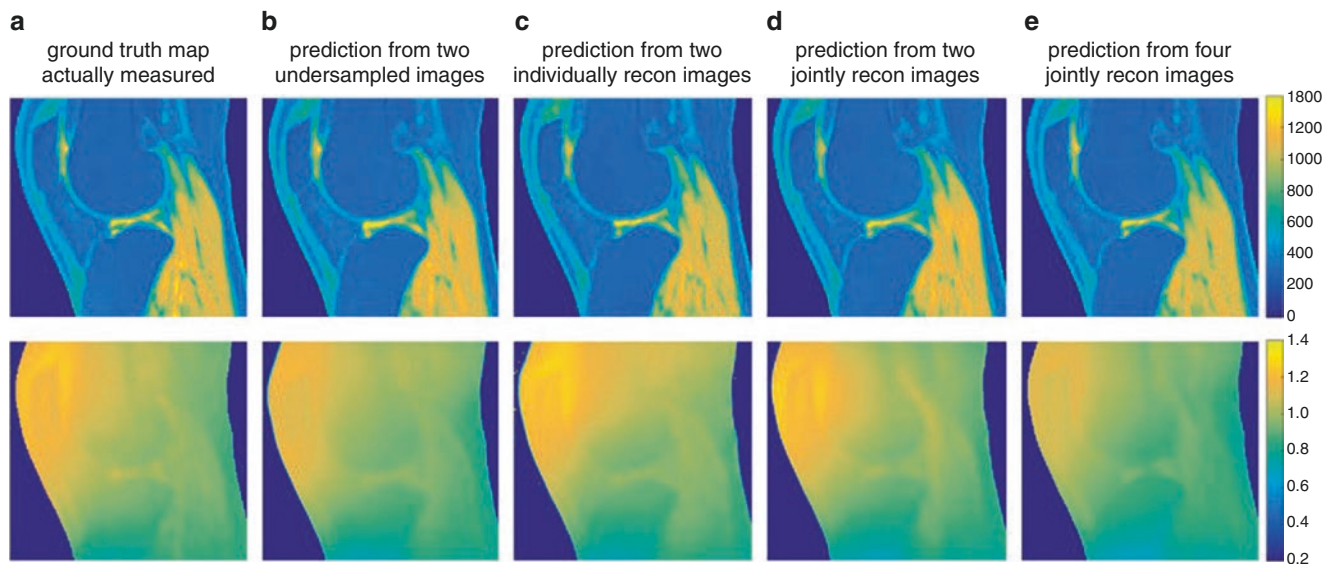 a
ground truth map
actually measured
b
prediction from two
undersampled images
c
prediction from two
individually recon images
d
prediction from two
jointly recon images
e
prediction from four
jointly recon images
1800
1200
1000
800
600
400
200
0
1.4
1.2
1.0
0.8
0.6
0.4
0.2